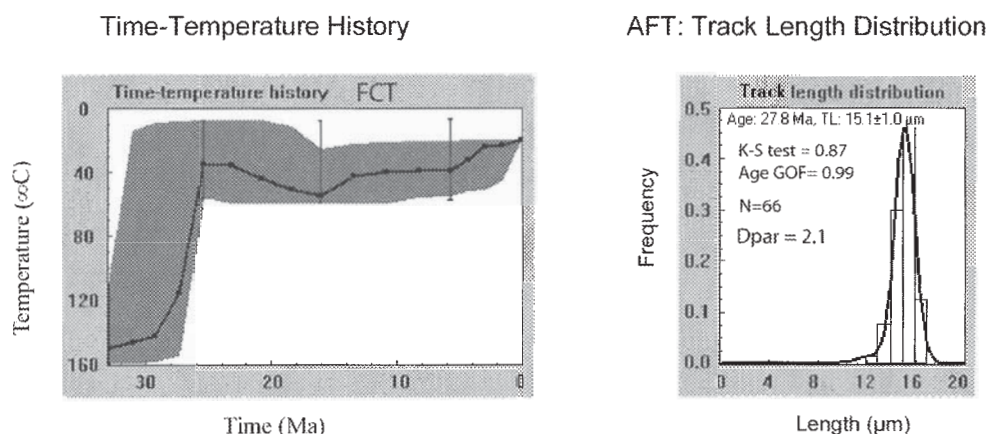 Time-Temperature History
AFT: Track Length Distribution
Time-temperature history FCT
0
40
80
120
160
30
20
10
0
Temperature (∞C)
Time (Ma)
Track length distribution
Age: 27.8 Ma, TL: 15.1±1.0 µm
K-S test = 0.87
Age GOF= 0.99
N=66
Dpar = 2.1
0.5
0.4
0.3
0.2
0.1
0.0
0
4
8
12
16
20
Frequency
Length (µm)